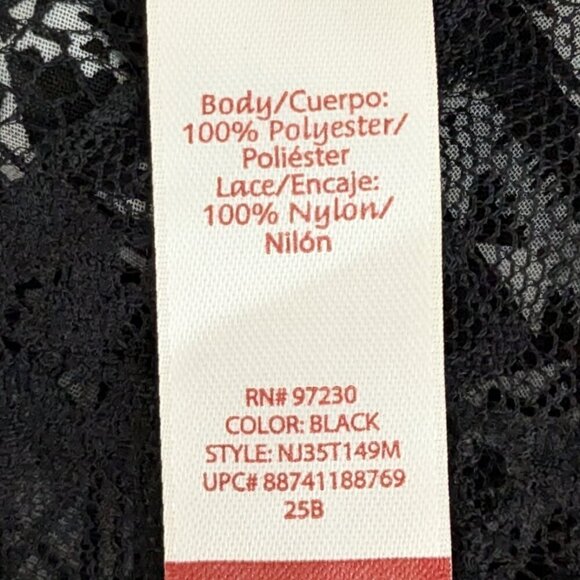 Body/Cuerpo:
100% Polyester/
Poliéster
Lace/Encaje:
100% Nylon/
Nilón
RN# 97230
COLOR: BLACK
STYLE: NJ35T149M
UPC# 88741188769
25B